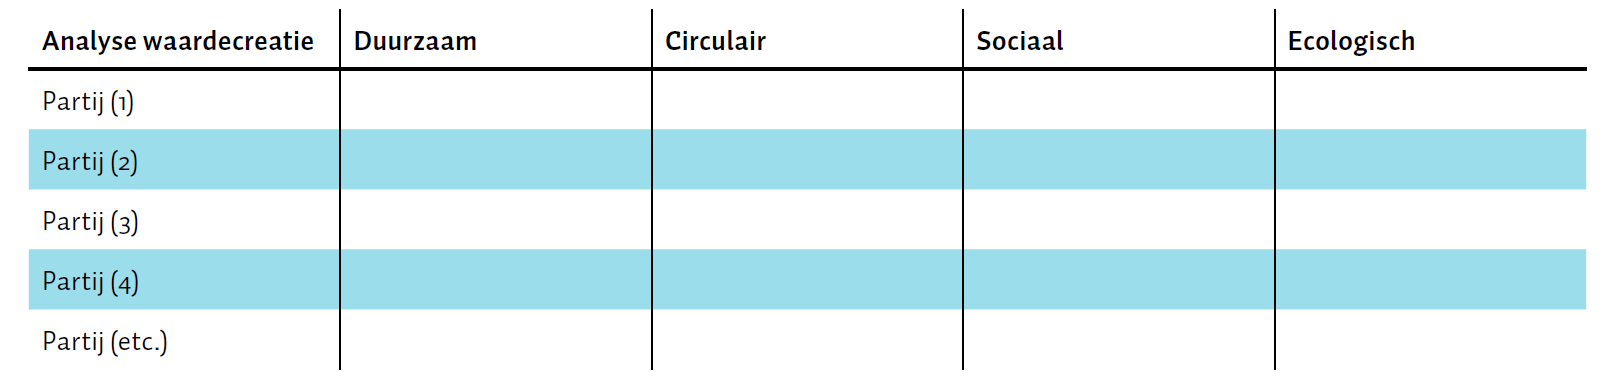 Analyse waardecreatie Duurzaam Circulair Sociaal Ecologisch
Partij (1)
Partij (2)
Partij (3)
Partij (4)
Partij (etc.)